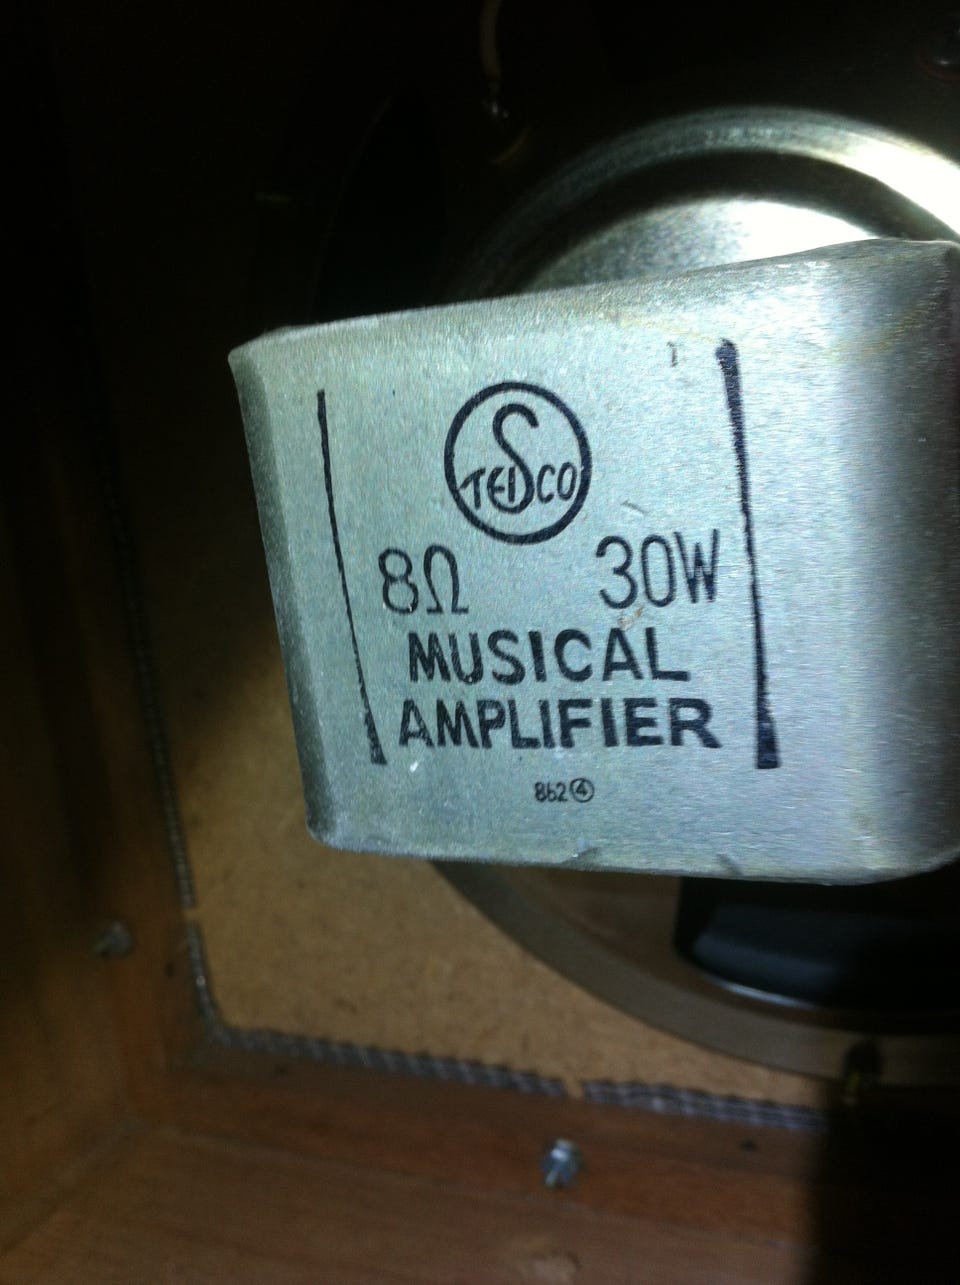 TEISCO
8Ω 30W
MUSICAL
AMPLIFIER
862④